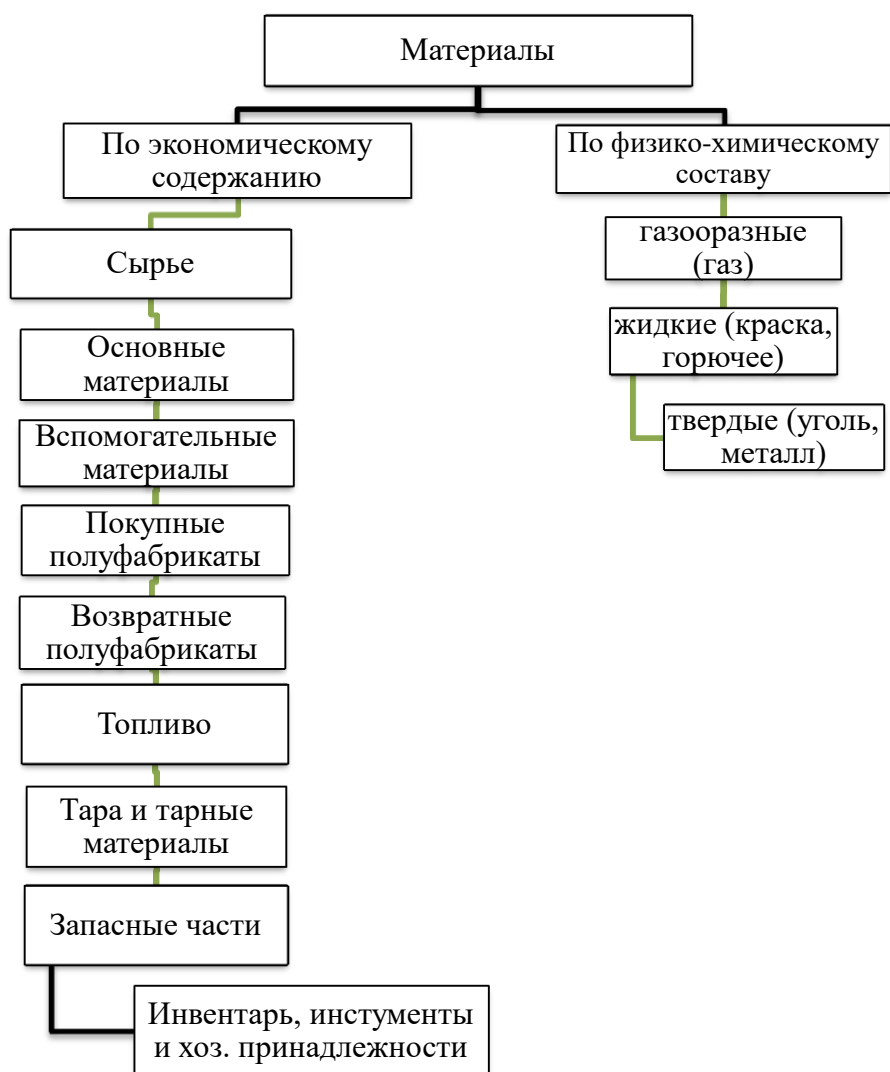 Материалы
По экономическому
содержанию
По физико-химическому
составу
Сырье
газооразные
(газ)
Основные
материалы
жидкие (краска,
горючее)
Вспомогательные
материалы
твердые (уголь,
металл)
Покупные
полуфабрикаты
Возвратные
полуфабрикаты
Топливо
Тара и тарные
материалы
Запасные части
Инвентарь, инстументы
и хоз. принадлежности